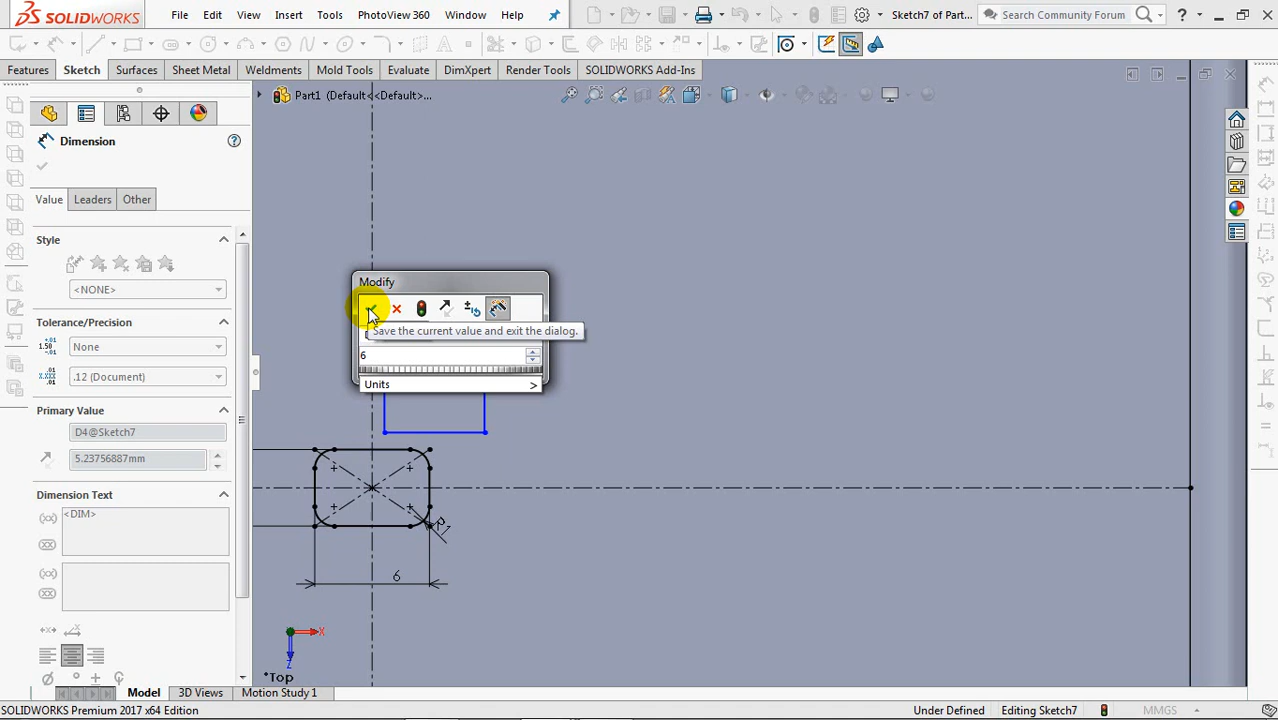 SOLIDWORKS File Edit View Insert Tools PhotoView 360 Window Help Sketch7 of Part... Search Community Forum ?
Features Sketch Surfaces Sheet Metal Weldments Mold Tools Evaluate DimXpert Render Tools SOLIDWORKS Add-Ins
Part1 (Default<<Default>...
Dimension ?
Value Leaders Other
Style
<NONE>
Tolerance/Precision
None
.12 (Document)
Primary Value
D4@Sketch7
5.23756887mm
Dimension Text
<DIM>
Modify
Save the current value and exit the dialog.
6
Units >
6
X
Z
*Top
Model 3D Views Motion Study 1
SOLIDWORKS Premium 2017 x64 Edition Under Defined Editing Sketch7 MMGS